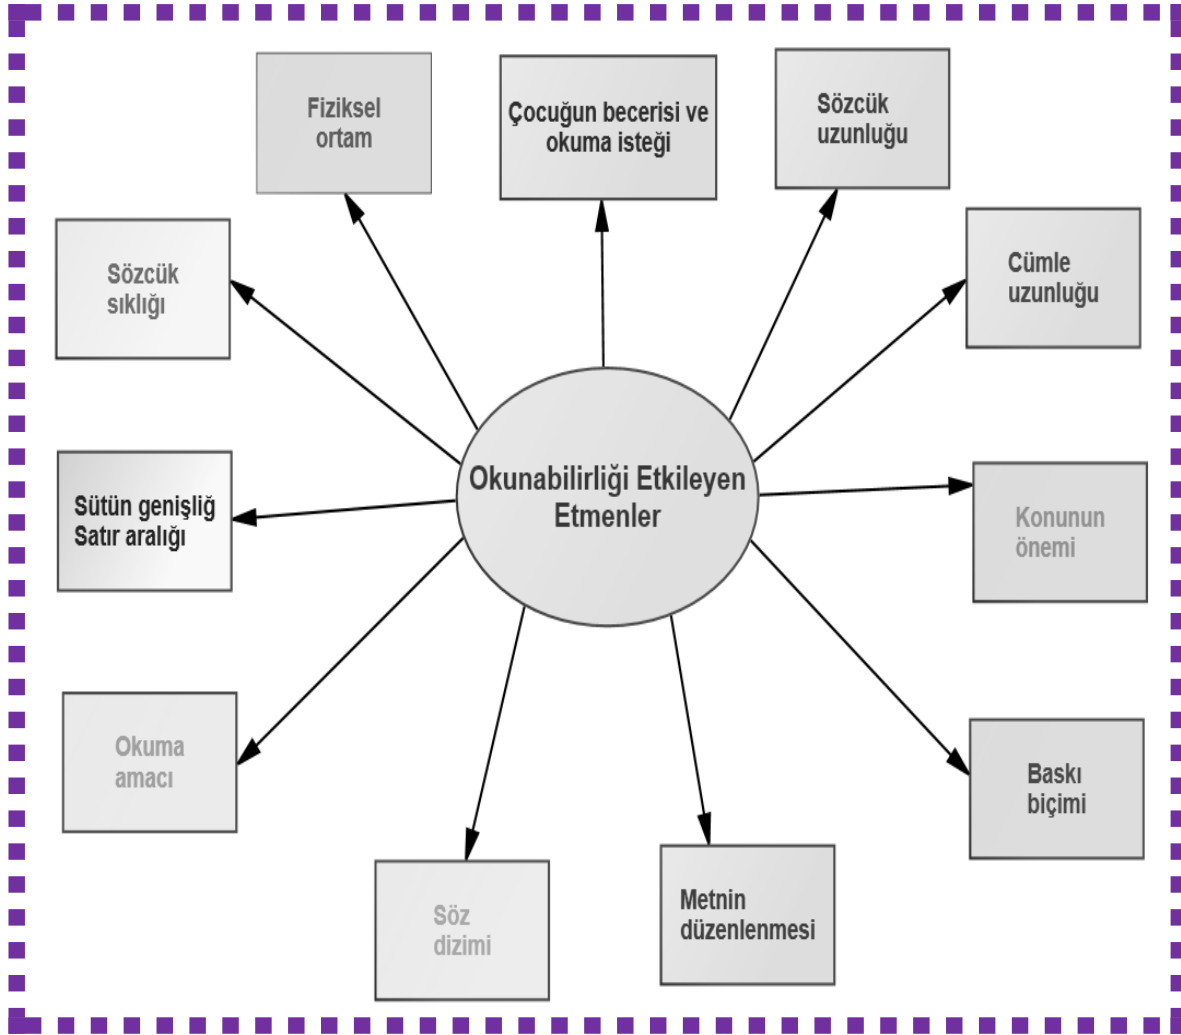 Fiziksel
ortam
Çocuğun becerisi ve
okuma isteği
Sözcük
uzunluğu
Sözcük
sıklığı
Cümle
uzunluğu
Okunabilirliği Etkileyen
Etmenler
Sütün genişliğ
Satır aralığı
Konunun
önemi
Okuma
amacı
Baskı
biçimi
Söz
dizimi
Metnin
düzenlenmesi